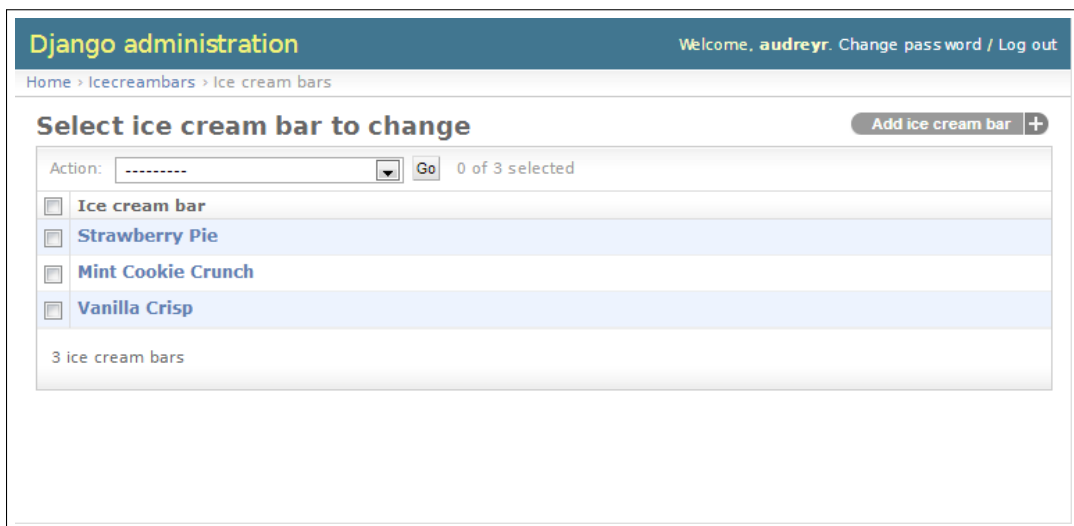 Django administration
Welcome, audreyr. Change password / Log out
Home › Icecreambars › Ice cream bars
Select ice cream bar to change
Add ice cream bar +
Action: --------- Go 0 of 3 selected
Ice cream bar
Strawberry Pie
Mint Cookie Crunch
Vanilla Crisp
3 ice cream bars